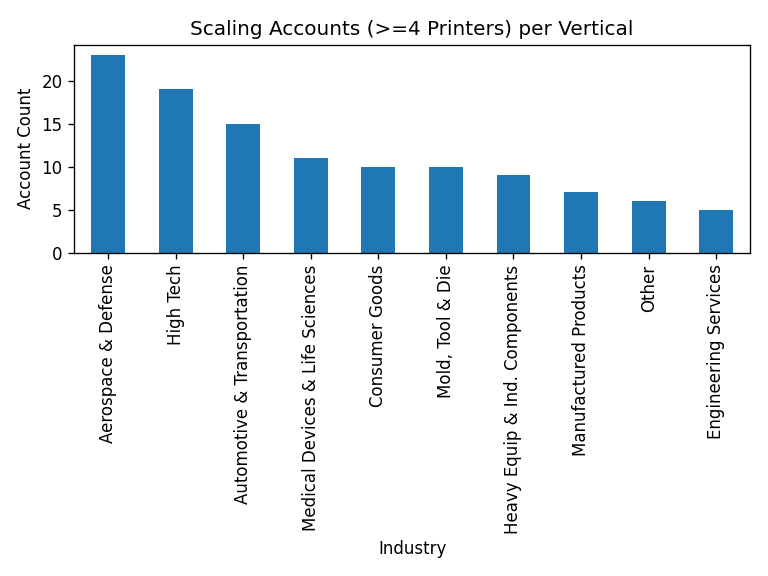 Scaling Accounts (>=4 Printers) per Vertical
Account Count
20
15
10
5
0
Aerospace & Defense
High Tech
Automotive & Transportation
Medical Devices & Life Sciences
Consumer Goods
Mold, Tool & Die
Heavy Equip & Ind. Components
Manufactured Products
Other
Engineering Services
Industry